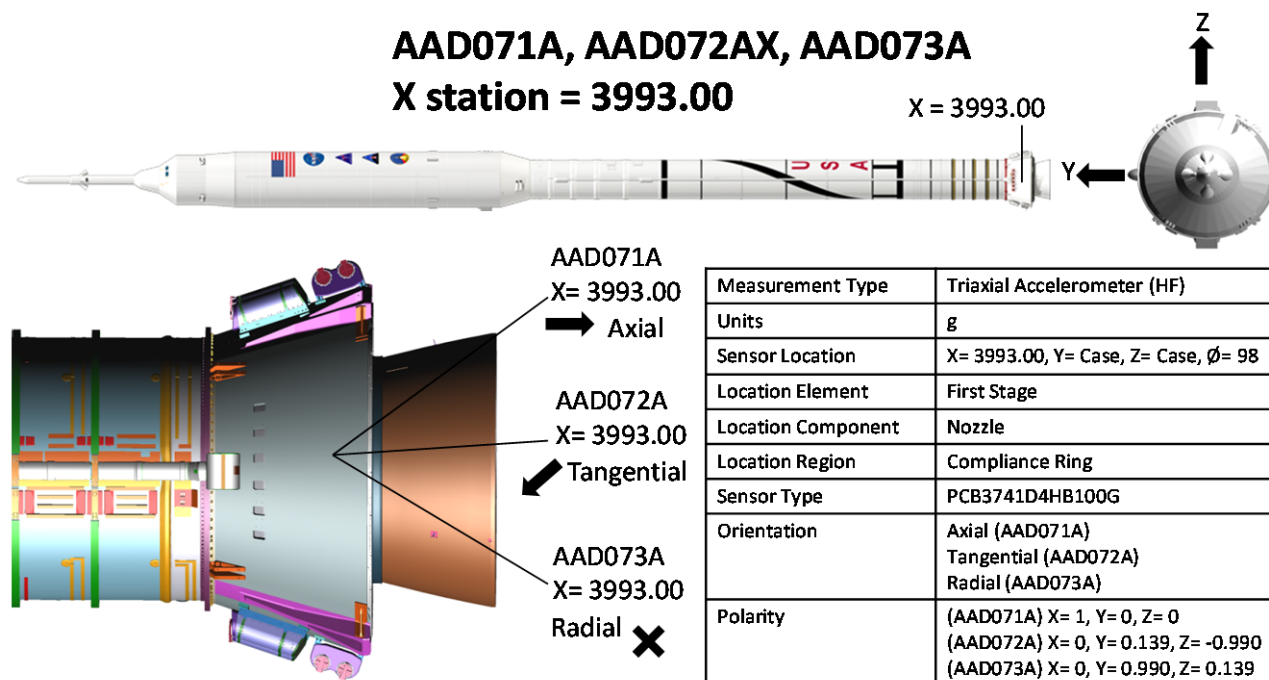 AAD071A, AAD072AX, AAD073A
X station = 3993.00
X = 3993.00
Z
Y
USA
AAD071A
X= 3993.00
Axial
AAD072A
X= 3993.00
Tangential
AAD073A
X= 3993.00
Radial
Measurement Type Triaxial Accelerometer (HF)
Units g
Sensor Location X= 3993.00, Y= Case, Z= Case, Ø= 98
Location Element First Stage
Location Component Nozzle
Location Region Compliance Ring
Sensor Type PCB3741D4HB100G
Orientation Axial (AAD071A)
Tangential (AAD072A)
Radial (AAD073A)
Polarity (AAD071A) X= 1, Y= 0, Z= 0
(AAD072A) X= 0, Y= 0.139, Z= -0.990
(AAD073A) X= 0, Y= 0.990, Z= 0.139